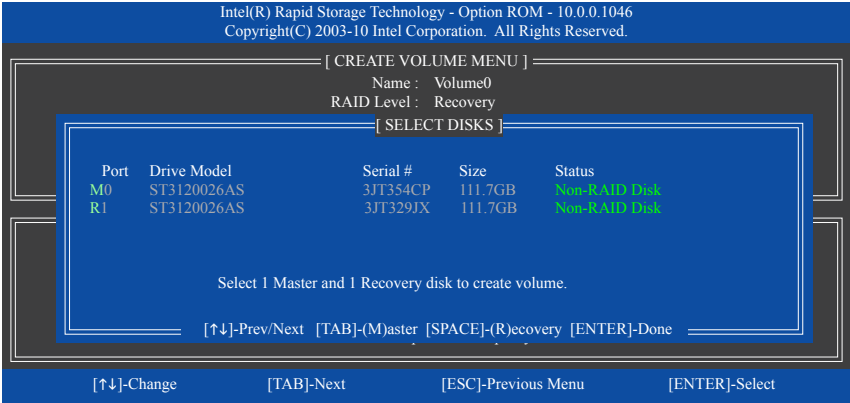 Intel(R) Rapid Storage Technology - Option ROM - 10.0.0.1046
Copyright(C) 2003-10 Intel Corporation. All Rights Reserved.
[ CREATE VOLUME MENU ]
Name : Volume0
RAID Level : Recovery
[ SELECT DISKS ]
Port Drive Model Serial # Size Status
M0 ST3120026AS 3JT354CP 111.7GB Non-RAID Disk
R1 ST3120026AS 3JT329JX 111.7GB Non-RAID Disk
Select 1 Master and 1 Recovery disk to create volume.
[↑↓]-Prev/Next [TAB]-(M)aster [SPACE]-(R)ecovery [ENTER]-Done
[↑↓]-Change [TAB]-Next [ESC]-Previous Menu [ENTER]-Select